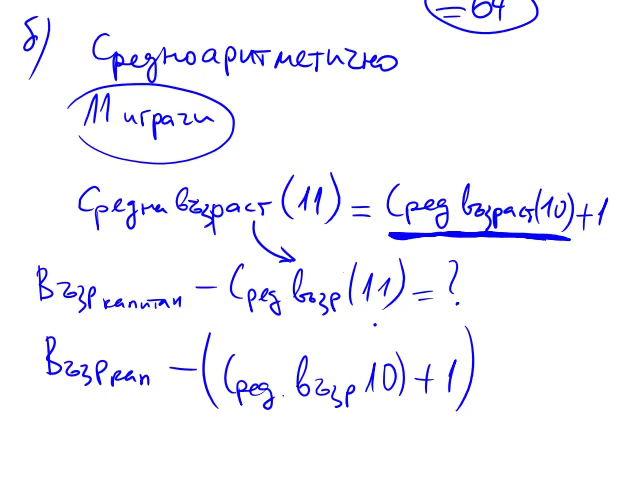 = 64
б) Средноаритметично
11 играчи
Средна възраст (11) = Сред възраст(10)+1
Възр капитан - Сред възр (11) = ?
Възр кап - (Сред. възр 10) + 1)